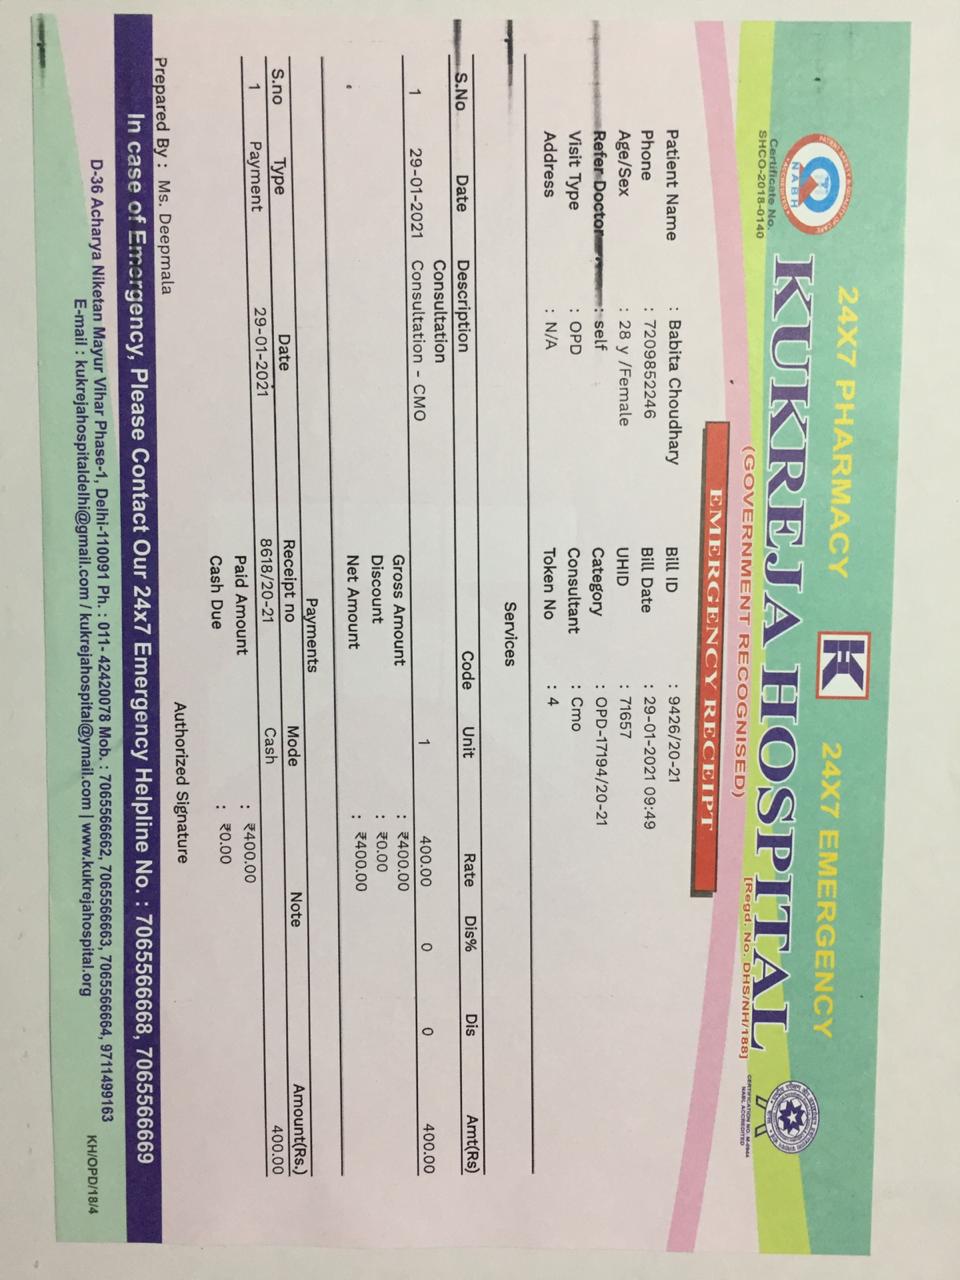 24X7 PHARMACY K 24X7 EMERGENCY
NABH
Certificate No.
SHCO-2018-0140
KUKREJA HOSPITAL
(GOVERNMENT RECOGNISED) [Regd. No. DHS/NH/188]
EMERGENCY RECEIPT
Patient Name : Babita Choudhary Bill ID : 9426/20-21
Phone : 7209852246 Bill Date : 29-01-2021 09:49
Age/Sex : 28 y /Female UHID : 71657
Refer Doctor : self Category : OPD-17194/20-21
Visit Type : OPD Consultant : Cmo
Address : N/A Token No : 4
Services
S.No Date Description Code Unit Rate Dis% Dis Amt(Rs)
Consultation
1 29-01-2021 Consultation - CMO 1 400.00 0 0 400.00
Gross Amount : ₹400.00
Discount : ₹0.00
Net Amount : ₹400.00
Payments
S.no Type Date Receipt no Mode Note Amount(Rs.)
1 Payment 29-01-2021 8618/20-21 Cash 400.00
Paid Amount : ₹400.00
Cash Due : ₹0.00
Authorized Signature
Prepared By : Ms. Deepmala
In case of Emergency, Please Contact Our 24x7 Emergency Helpline No. : 7065566668, 7065566669
D-36 Acharya Niketan Mayur Vihar Phase-1, Delhi-110091 Ph. : 011- 42420078 Mob. : 7065566662, 7065566663, 7065566664, 9711499163
E-mail : kukrejahospitaldelhi@gmail.com / kukrejahospital@ymail.com | www.kukrejahospital.org
KH/OPD/18/4